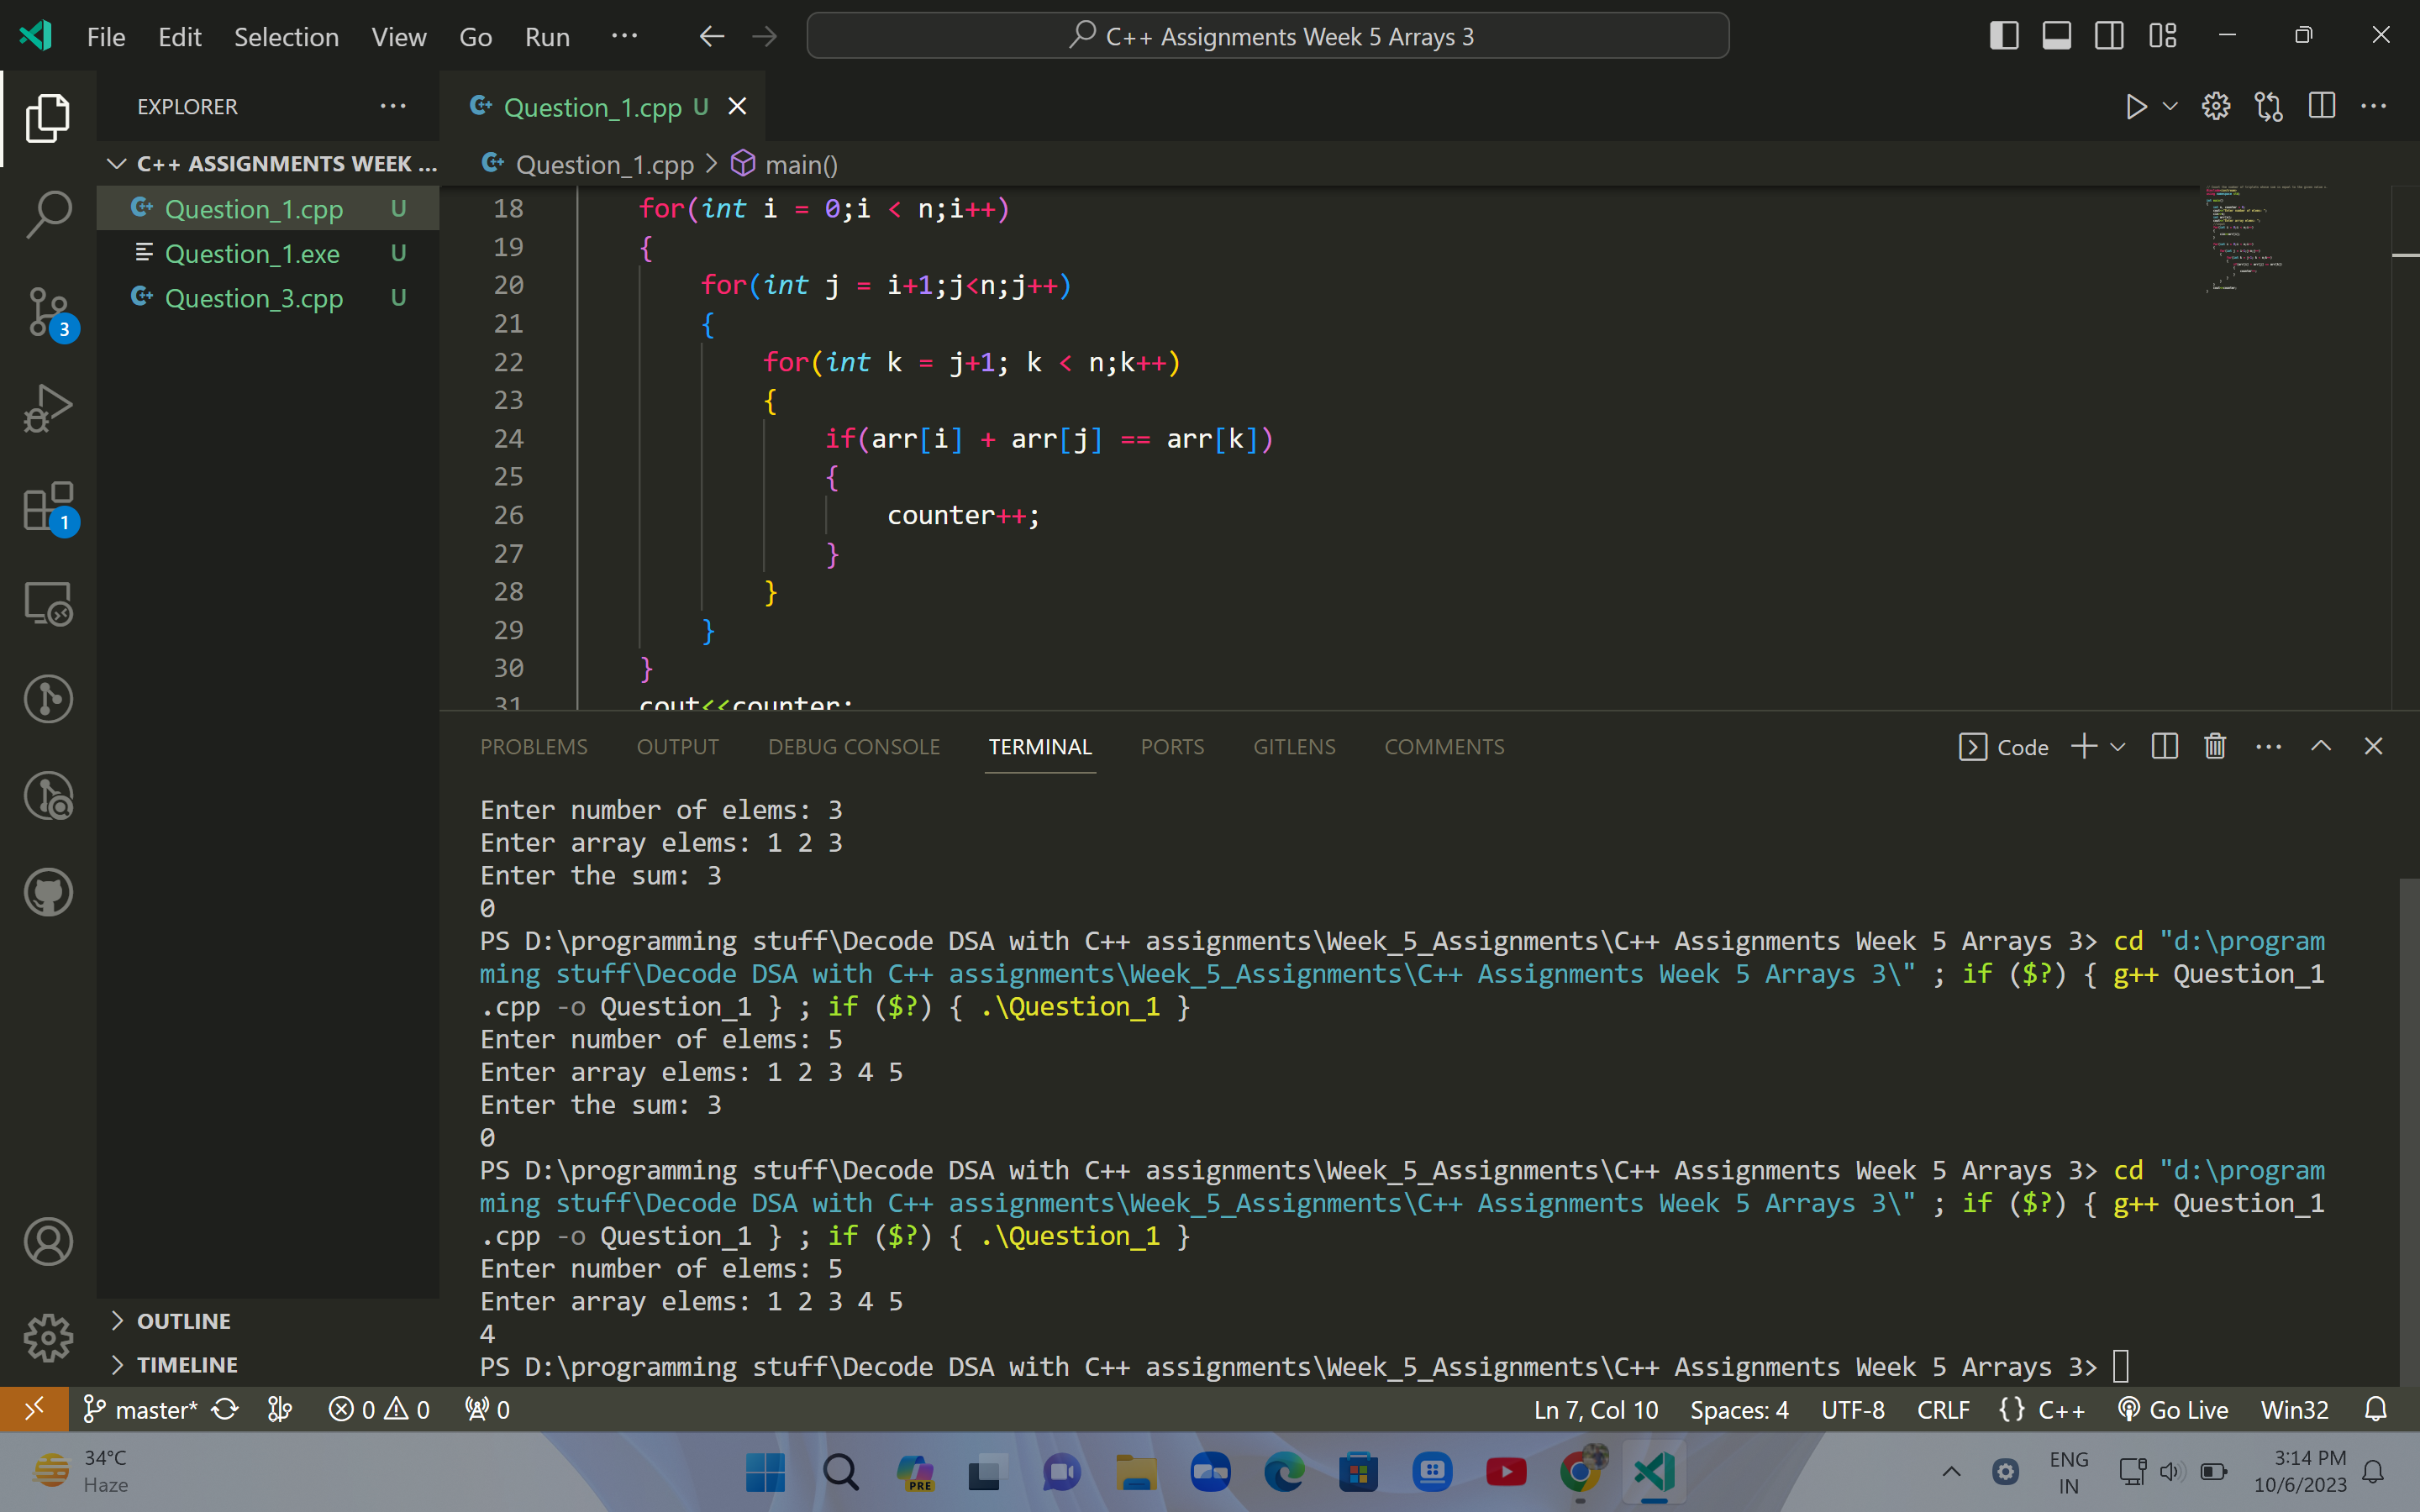 File Edit Selection View Go Run ··· C++ Assignments Week 5 Arrays 3
EXPLORER
Question_1.cpp U
C++ ASSIGNMENTS WEEK ...
Question_1.cpp > main()
Question_1.cpp U
Question_1.exe U
Question_3.cpp U
3
1
18 for(int i = 0;i < n;i++)
19 {
20 for(int j = i+1;j<n;j++)
21 {
22 for(int k = j+1; k < n;k++)
23 {
24 if(arr[i] + arr[j] == arr[k])
25 {
26 counter++;
27 }
28 }
29 }
30 }
31 cout<<counter;
PROBLEMS OUTPUT DEBUG CONSOLE TERMINAL PORTS GITLENS COMMENTS Code
Enter number of elems: 3
Enter array elems: 1 2 3
Enter the sum: 3
0
PS D:\programming stuff\Decode DSA with C++ assignments\Week_5_Assignments\C++ Assignments Week 5 Arrays 3> cd "d:\program
ming stuff\Decode DSA with C++ assignments\Week_5_Assignments\C++ Assignments Week 5 Arrays 3\" ; if ($?) { g++ Question_1
.cpp -o Question_1 } ; if ($?) { .\Question_1 }
Enter number of elems: 5
Enter array elems: 1 2 3 4 5
Enter the sum: 3
0
PS D:\programming stuff\Decode DSA with C++ assignments\Week_5_Assignments\C++ Assignments Week 5 Arrays 3> cd "d:\program
ming stuff\Decode DSA with C++ assignments\Week_5_Assignments\C++ Assignments Week 5 Arrays 3\" ; if ($?) { g++ Question_1
.cpp -o Question_1 } ; if ($?) { .\Question_1 }
Enter number of elems: 5
Enter array elems: 1 2 3 4 5
4
PS D:\programming stuff\Decode DSA with C++ assignments\Week_5_Assignments\C++ Assignments Week 5 Arrays 3>
OUTLINE
TIMELINE
master* 0 0 0 Ln 7, Col 10 Spaces: 4 UTF-8 CRLF {} C++ Go Live Win32
34°C
Haze
PRE
ENG
IN
3:14 PM
10/6/2023